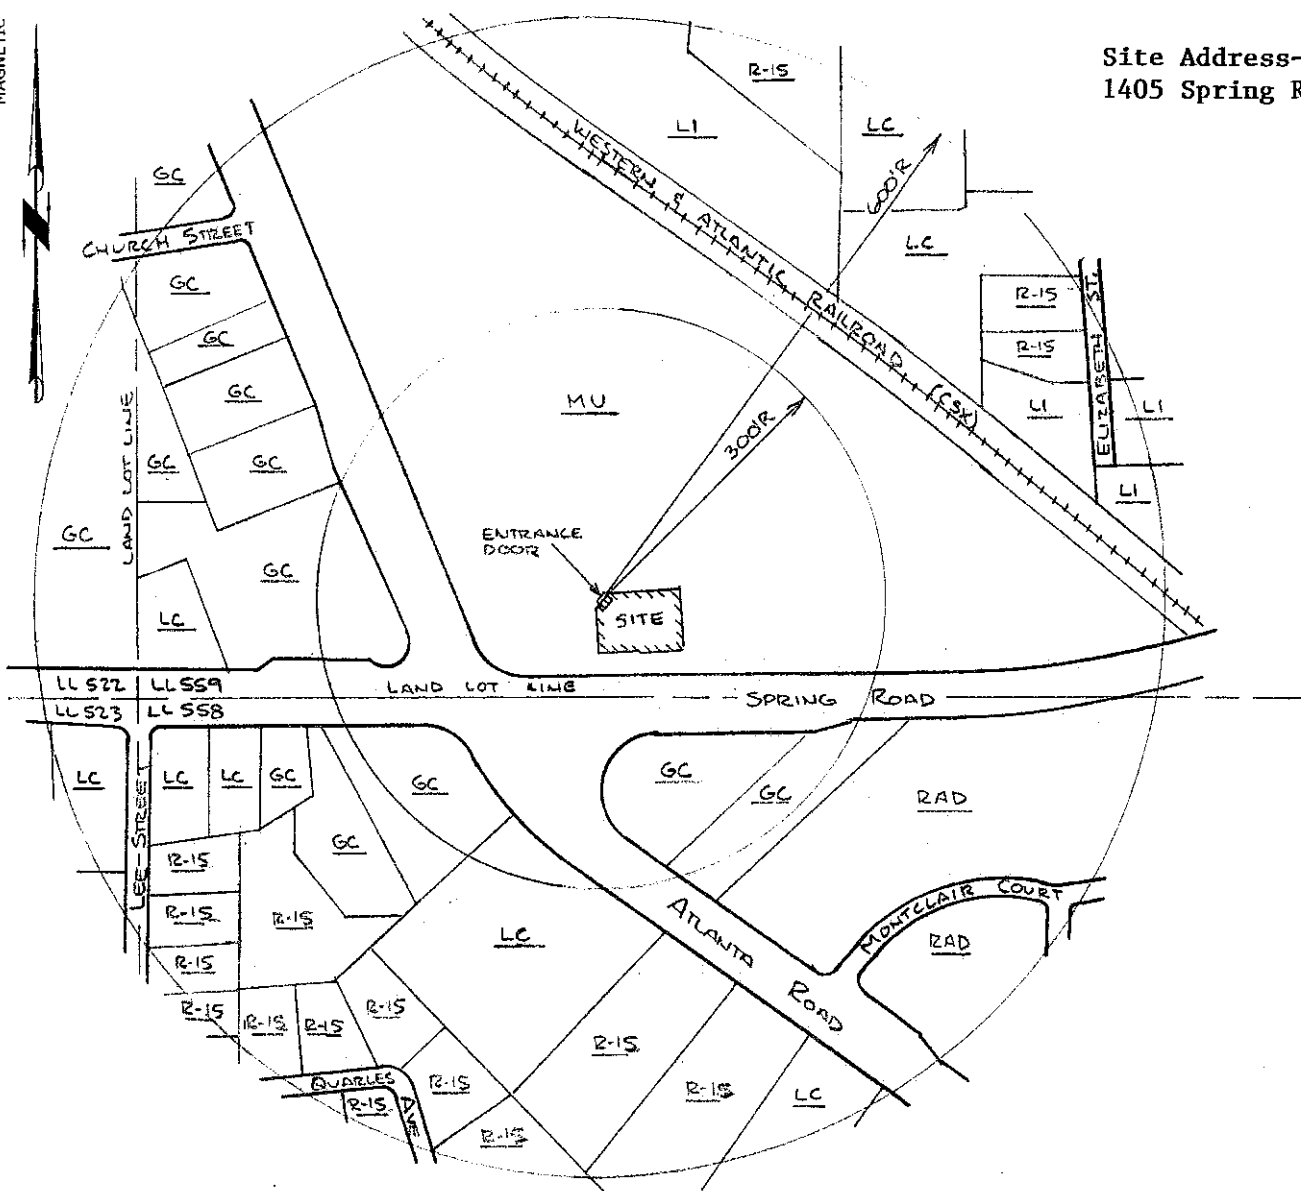 MAGNETIC
Site Address-
1405 Spring R
R-15
LI
LC
WESTERN & ATLANTIC RAILROAD (CSX)
600'R
GC
CHURCH STREET
LC
GC
R-15
ELIZABETH ST.
GC
R-15
GC
MU
LI
LI
300'R
LAND LOT LINE
GC
GC
LI
GC
ENTRANCE
DOOR
GC
LC
SITE
LL 522
LL 559
LAND LOT LINE
SPRING ROAD
LL 523
LL 558
LC
LC
LC
GC
GC
GC
GC
RAD
LEE STREET
GC
R-15
R-15
R-15
MONTCLAIR COURT
ATLANTA ROAD
LC
RAD
R-15
R-15
R-15
R-15
R-15
R-15
QUARLES AVE
R-15
R-15
R-15
LC
R-15